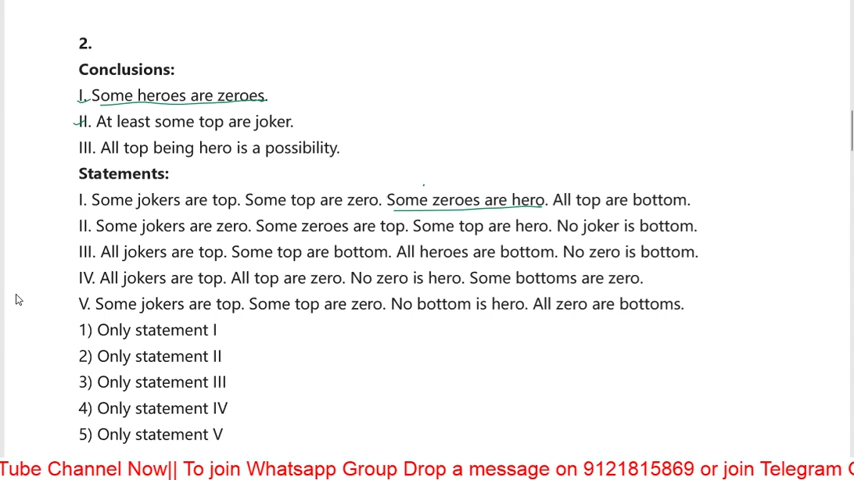 2.
Conclusions:
I. Some heroes are zeroes.
II. At least some top are joker.
III. All top being hero is a possibility.
Statements:
I. Some jokers are top. Some top are zero. Some zeroes are hero. All top are bottom.
II. Some jokers are zero. Some zeroes are top. Some top are hero. No joker is bottom.
III. All jokers are top. Some top are bottom. All heroes are bottom. No zero is bottom.
IV. All jokers are top. All top are zero. No zero is hero. Some bottoms are zero.
V. Some jokers are top. Some top are zero. No bottom is hero. All zero are bottoms.
1) Only statement I
2) Only statement II
3) Only statement III
4) Only statement IV
5) Only statement V
Tube Channel Now|| To join Whatsapp Group Drop a message on 9121815869 or join Telegram